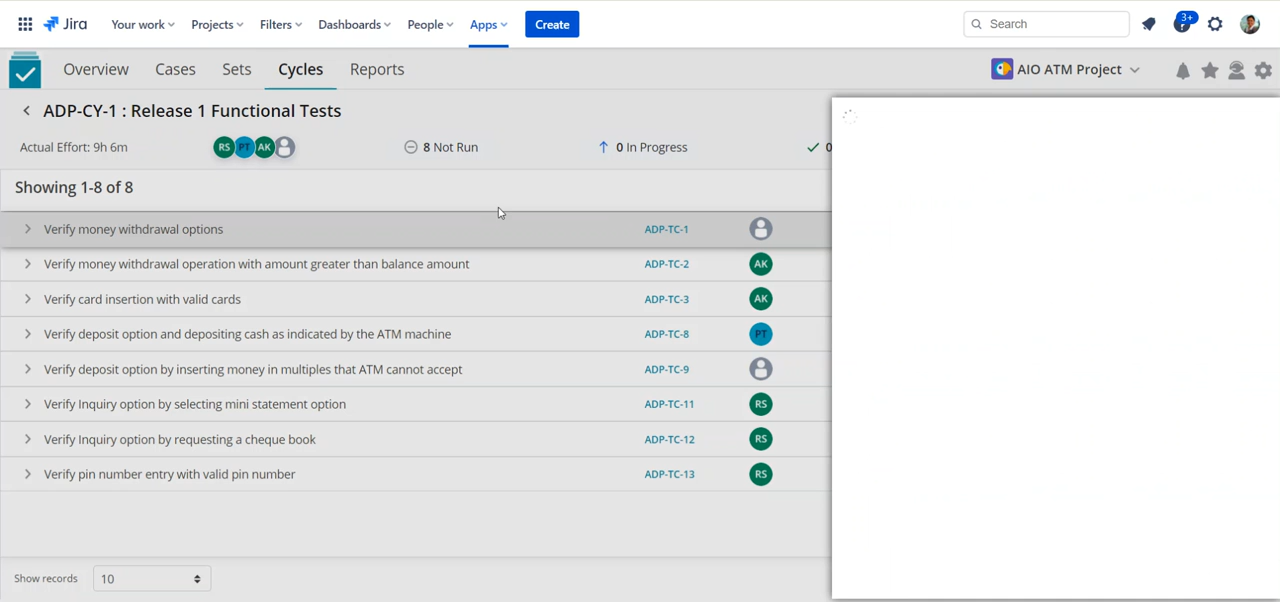 Jira Your work Projects Filters Dashboards People Apps Create Search 3+
Overview Cases Sets Cycles Reports AIO ATM Project
ADP-CY-1 : Release 1 Functional Tests
Actual Effort: 9h 6m RS PT AK 8 Not Run 0 In Progress 0
Showing 1-8 of 8
Verify money withdrawal options ADP-TC-1
Verify money withdrawal operation with amount greater than balance amount ADP-TC-2 AK
Verify card insertion with valid cards ADP-TC-3 AK
Verify deposit option and depositing cash as indicated by the ATM machine ADP-TC-8 PT
Verify deposit option by inserting money in multiples that ATM cannot accept ADP-TC-9
Verify Inquiry option by selecting mini statement option ADP-TC-11 RS
Verify Inquiry option by requesting a cheque book ADP-TC-12 RS
Verify pin number entry with valid pin number ADP-TC-13 RS
Show records 10